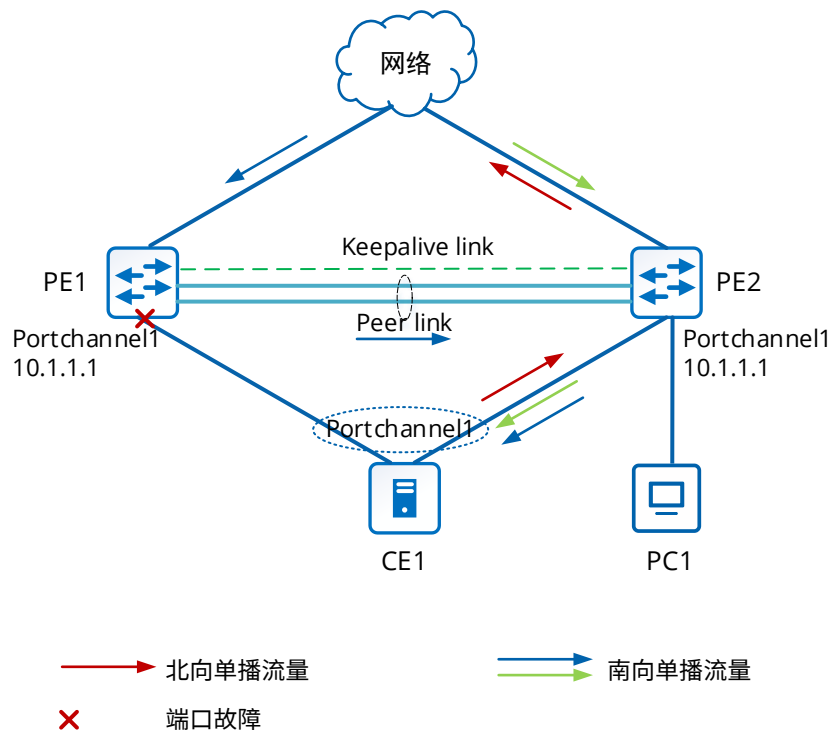 网络
Keepalive link
PE1
PE2
Peer link
Portchannel1
10.1.1.1
Portchannel1
10.1.1.1
Portchannel1
CE1
PC1
北向单播流量
南向单播流量
端口故障